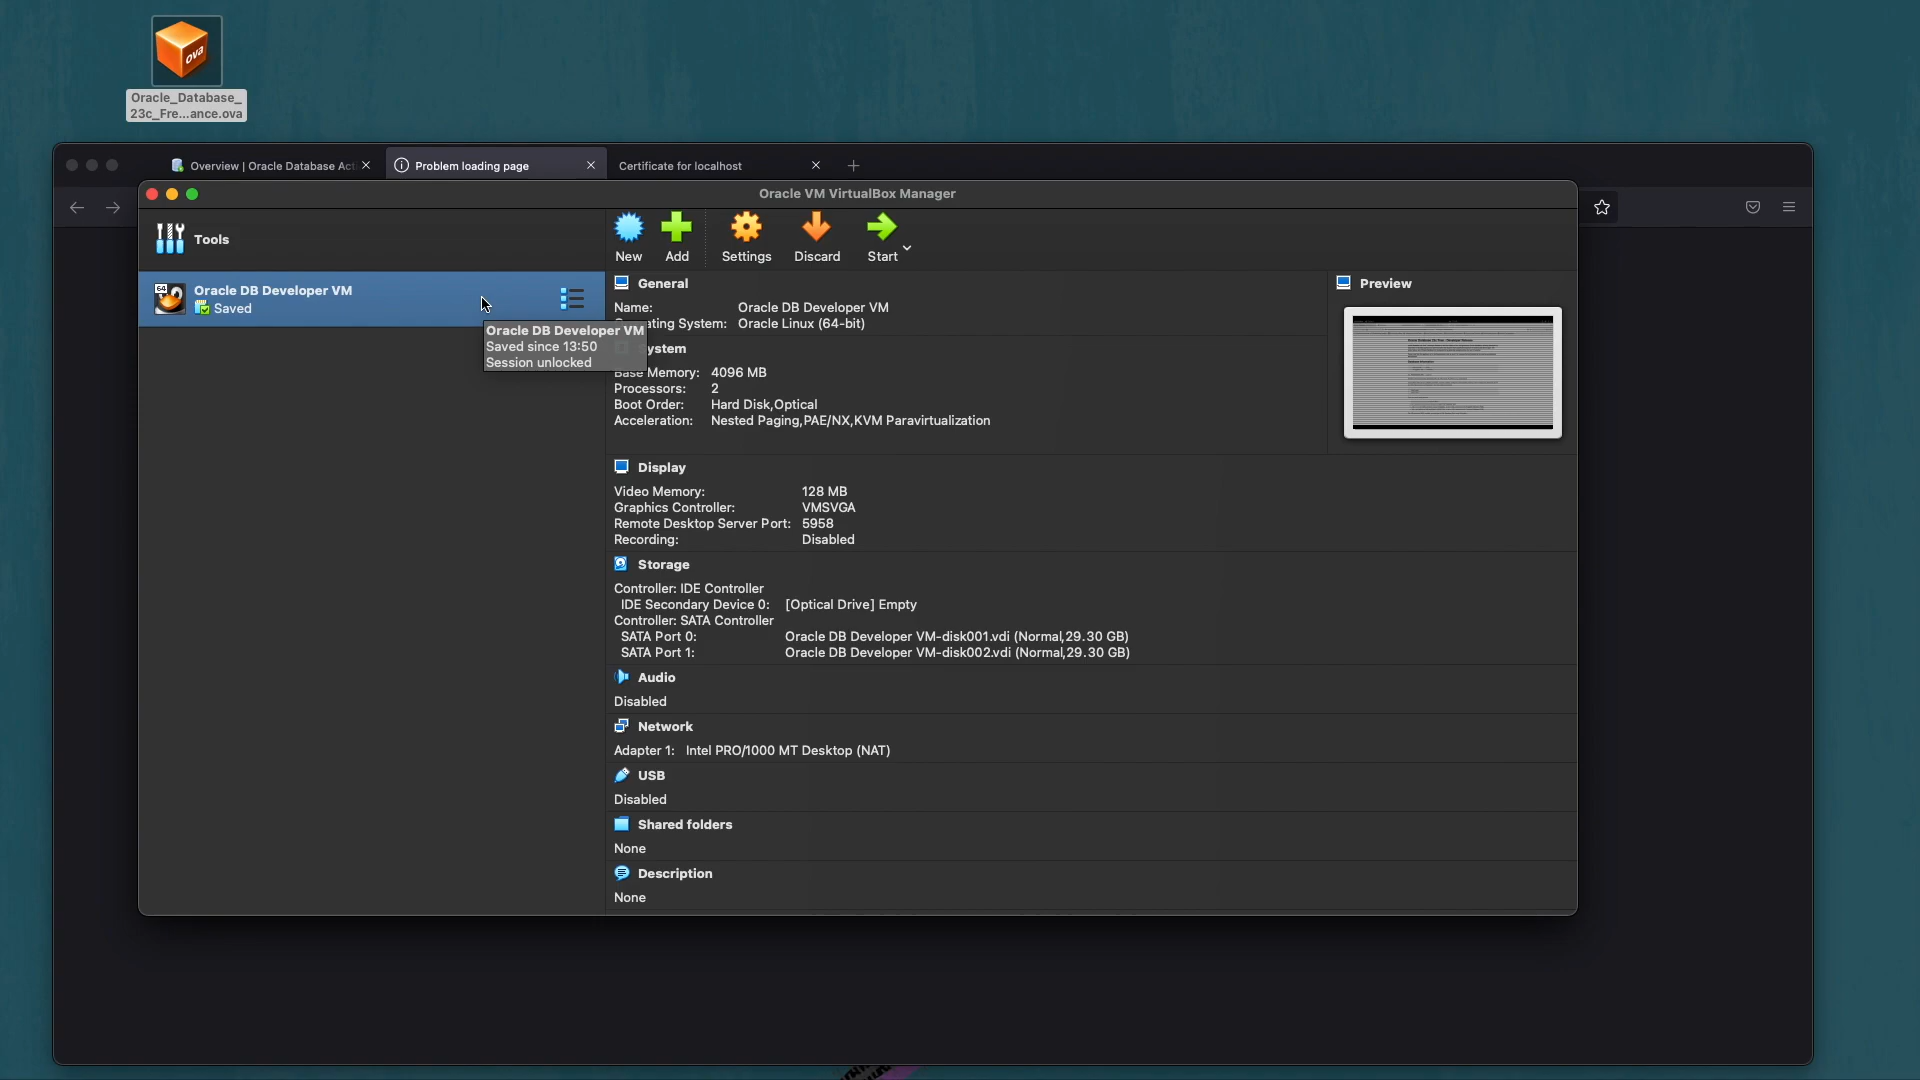 ova
Oracle_Database_
23c_Fre...ance.ova
Overview | Oracle Database Act
Problem loading page
Certificate for localhost
Oracle VM VirtualBox Manager
Tools
New
Add
Settings
Discard
Start
64
Oracle DB Developer VM
Saved
Oracle DB Developer VM
Saved since 13:50
Session unlocked
General
Name: Oracle DB Developer VM
ating System: Oracle Linux (64-bit)
ystem
Base Memory: 4096 MB
Processors: 2
Boot Order: Hard Disk,Optical
Acceleration: Nested Paging,PAE/NX,KVM Paravirtualization
Preview
Display
Video Memory: 128 MB
Graphics Controller: VMSVGA
Remote Desktop Server Port: 5958
Recording: Disabled
Storage
Controller: IDE Controller
IDE Secondary Device 0: [Optical Drive] Empty
Controller: SATA Controller
SATA Port 0: Oracle DB Developer VM-disk001.vdi (Normal,29.30 GB)
SATA Port 1: Oracle DB Developer VM-disk002.vdi (Normal,29.30 GB)
Audio
Disabled
Network
Adapter 1: Intel PRO/1000 MT Desktop (NAT)
USB
Disabled
Shared folders
None
Description
None